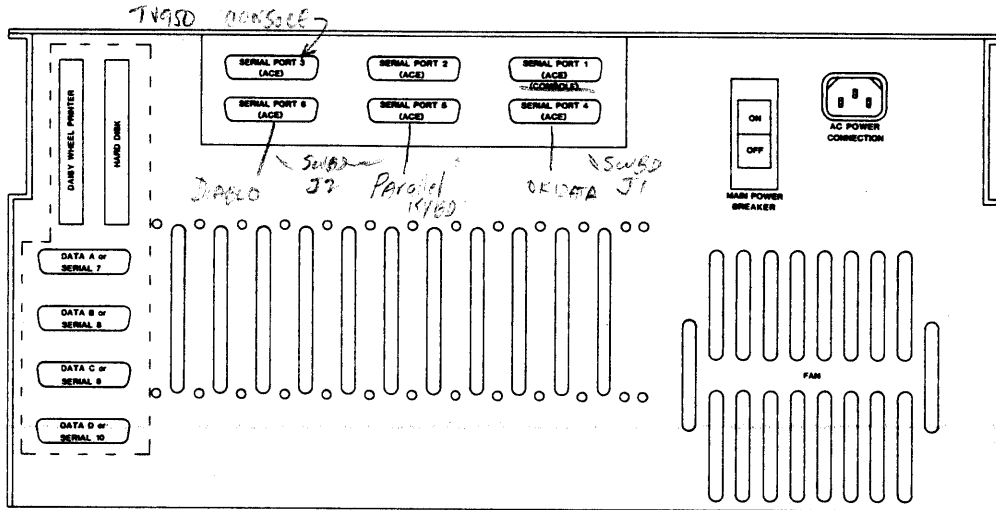 TV950 CONSOLE
SERIAL PORT 3
(ACE)
SERIAL PORT 2
(ACE)
SERIAL PORT 1
(ACE)
(CONSOLE)
SERIAL PORT 6
(ACE)
SERIAL PORT 5
(ACE)
SERIAL PORT 4
(ACE)
DAISY WHEEL PRINTER
HARD DISK
ON
OFF
MAIN POWER
BREAKER
AC POWER
CONNECTION
DIABLO
SWBD
J2
Parallel
KYBD
OKIDATA
SWBD
J1
DATA A or
SERIAL 7
DATA B or
SERIAL 8
DATA C or
SERIAL 9
DATA D or
SERIAL 10
FAN